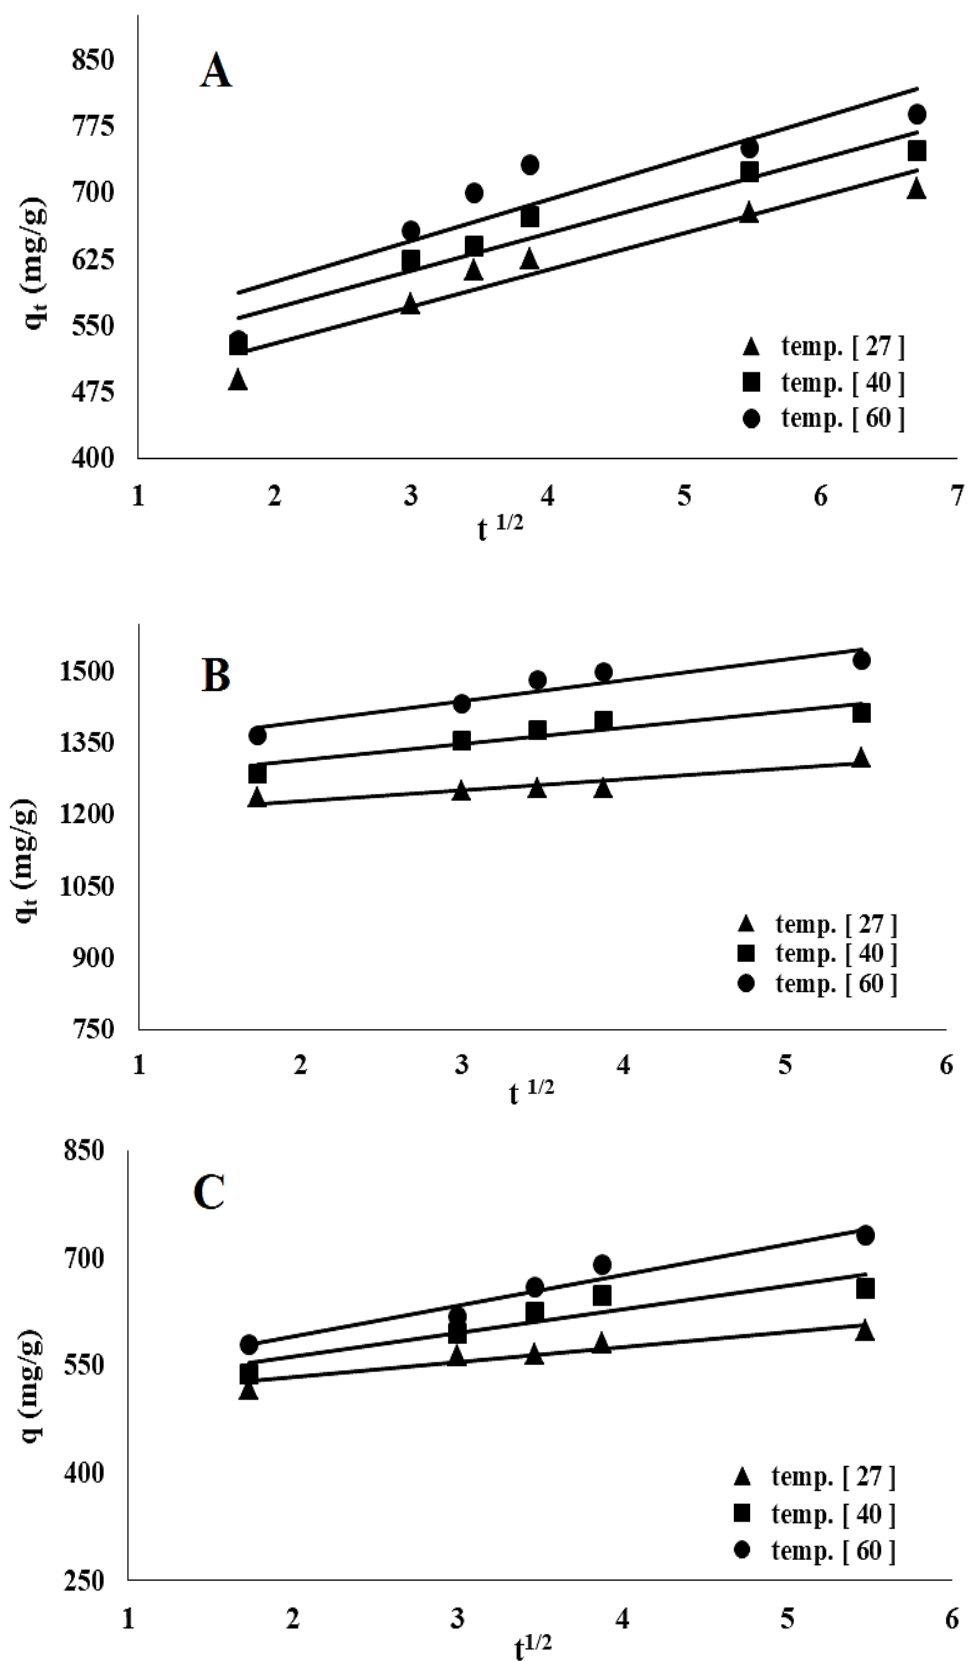 A
850
775
700
625
550
475
400
qt (mg/g)
temp. [ 27 ]
temp. [ 40 ]
temp. [ 60 ]
1 2 3 4 5 6 7
t 1/2
B
1500
1350
1200
1050
900
750
qt (mg/g)
temp. [ 27 ]
temp. [ 40 ]
temp. [ 60 ]
1 2 3 4 5 6
t 1/2
C
850
700
550
400
250
q (mg/g)
temp. [ 27 ]
temp. [ 40 ]
temp. [ 60 ]
1 2 3 4 5 6
t1/2